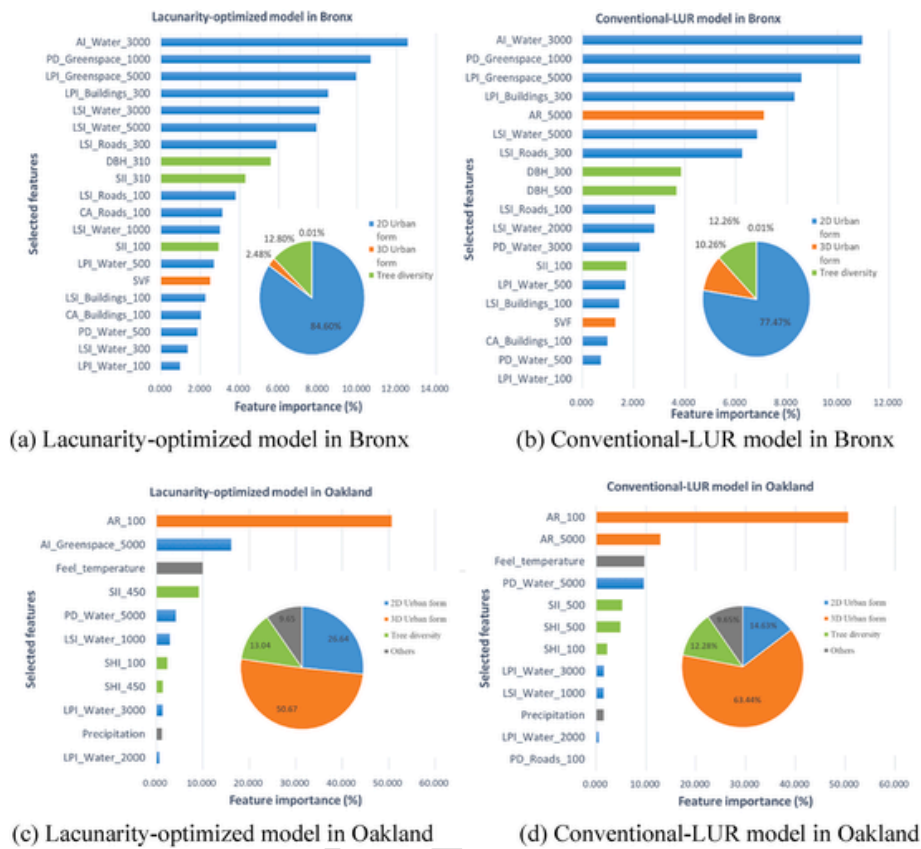 Lacunarity-optimized model in Bronx
Selected features
AI_Water_3000
PD_Greenspace_1000
LPI_Greenspace_5000
LPI_Buildings_300
LSI_Water_3000
LSI_Water_5000
LSI_Roads_300
DBH_310
SII_310
LSI_Roads_100
CA_Roads_100
LSI_Water_1000
SII_100
LPI_Water_500
SVF
LSI_Buildings_100
CA_Buildings_100
PD_Water_500
LSI_Water_300
LPI_Water_100
12.80%
0.01%
2.48%
84.60%
2D Urban
form
3D Urban
form
Tree diversity
0.000 2.000 4.000 6.000 8.000 10.000 12.000 14.000
Feature importance (%)
(a) Lacunarity-optimized model in Bronx
Conventional-LUR model in Bronx
Selected features
AI_Water_3000
PD_Greenspace_1000
LPI_Greenspace_5000
LPI_Buildings_300
AR_5000
LSI_Water_5000
LSI_Roads_300
DBH_300
DBH_500
LSI_Roads_100
LSI_Water_2000
PD_Water_3000
SII_100
LPI_Water_500
LSI_Buildings_100
SVF
CA_Buildings_100
PD_Water_500
LPI_Water_100
12.26%
0.01%
10.26%
77.47%
2D Urban
form
3D Urban
form
Tree diversity
0.000 2.000 4.000 6.000 8.000 10.000 12.000
Feature importance (%)
(b) Conventional-LUR model in Bronx
Lacunarity-optimized model in Oakland
Selected features
AR_100
AI_Greenspace_5000
Feel_temperature
SII_450
PD_Water_5000
LSI_Water_1000
SHI_100
SHI_450
LPI_Water_3000
Precipitation
LPI_Water_2000
9.65
26.64
13.04
50.67
2D Urban form
3D Urban form
Tree diversity
Others
0.000 10.000 20.000 30.000 40.000 50.000 60.000
Feature importance (%)
(c) Lacunarity-optimized model in Oakland
Conventional-LUR model in Oakland
Selected features
AR_100
AR_5000
Feel_temperature
PD_Water_5000
SII_500
SHI_500
SHI_100
LPI_Water_3000
LSI_Water_1000
Precipitation
LPI_Water_2000
PD_Roads_100
9.65%
14.63%
12.28%
63.44%
2D Urban form
3D Urban form
Tree diversity
Others
0.000 10.000 20.000 30.000 40.000 50.000 60.000
Feature importance (%)
(d) Conventional-LUR model in Oakland